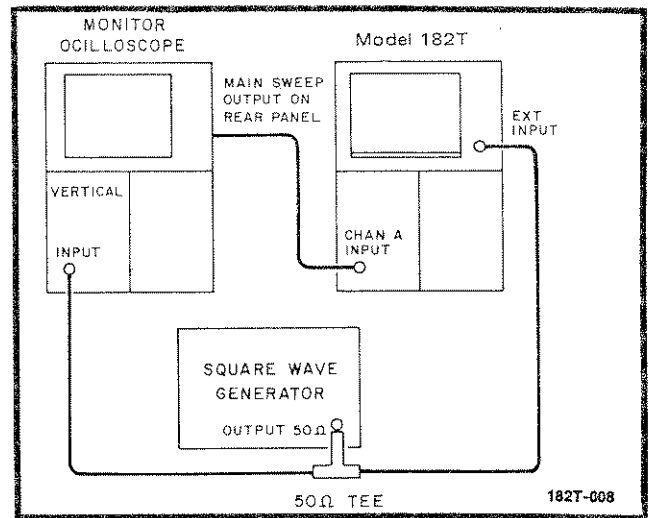 MONITOR
OCILLOSCOPE
Model 182T
MAIN SWEEP
OUTPUT ON
REAR PANEL
EXT
INPUT
VERTICAL
INPUT
CHAN A
INPUT
SQUARE WAVE
GENERATOR
OUTPUT 50Ω
50Ω TEE
182T-008